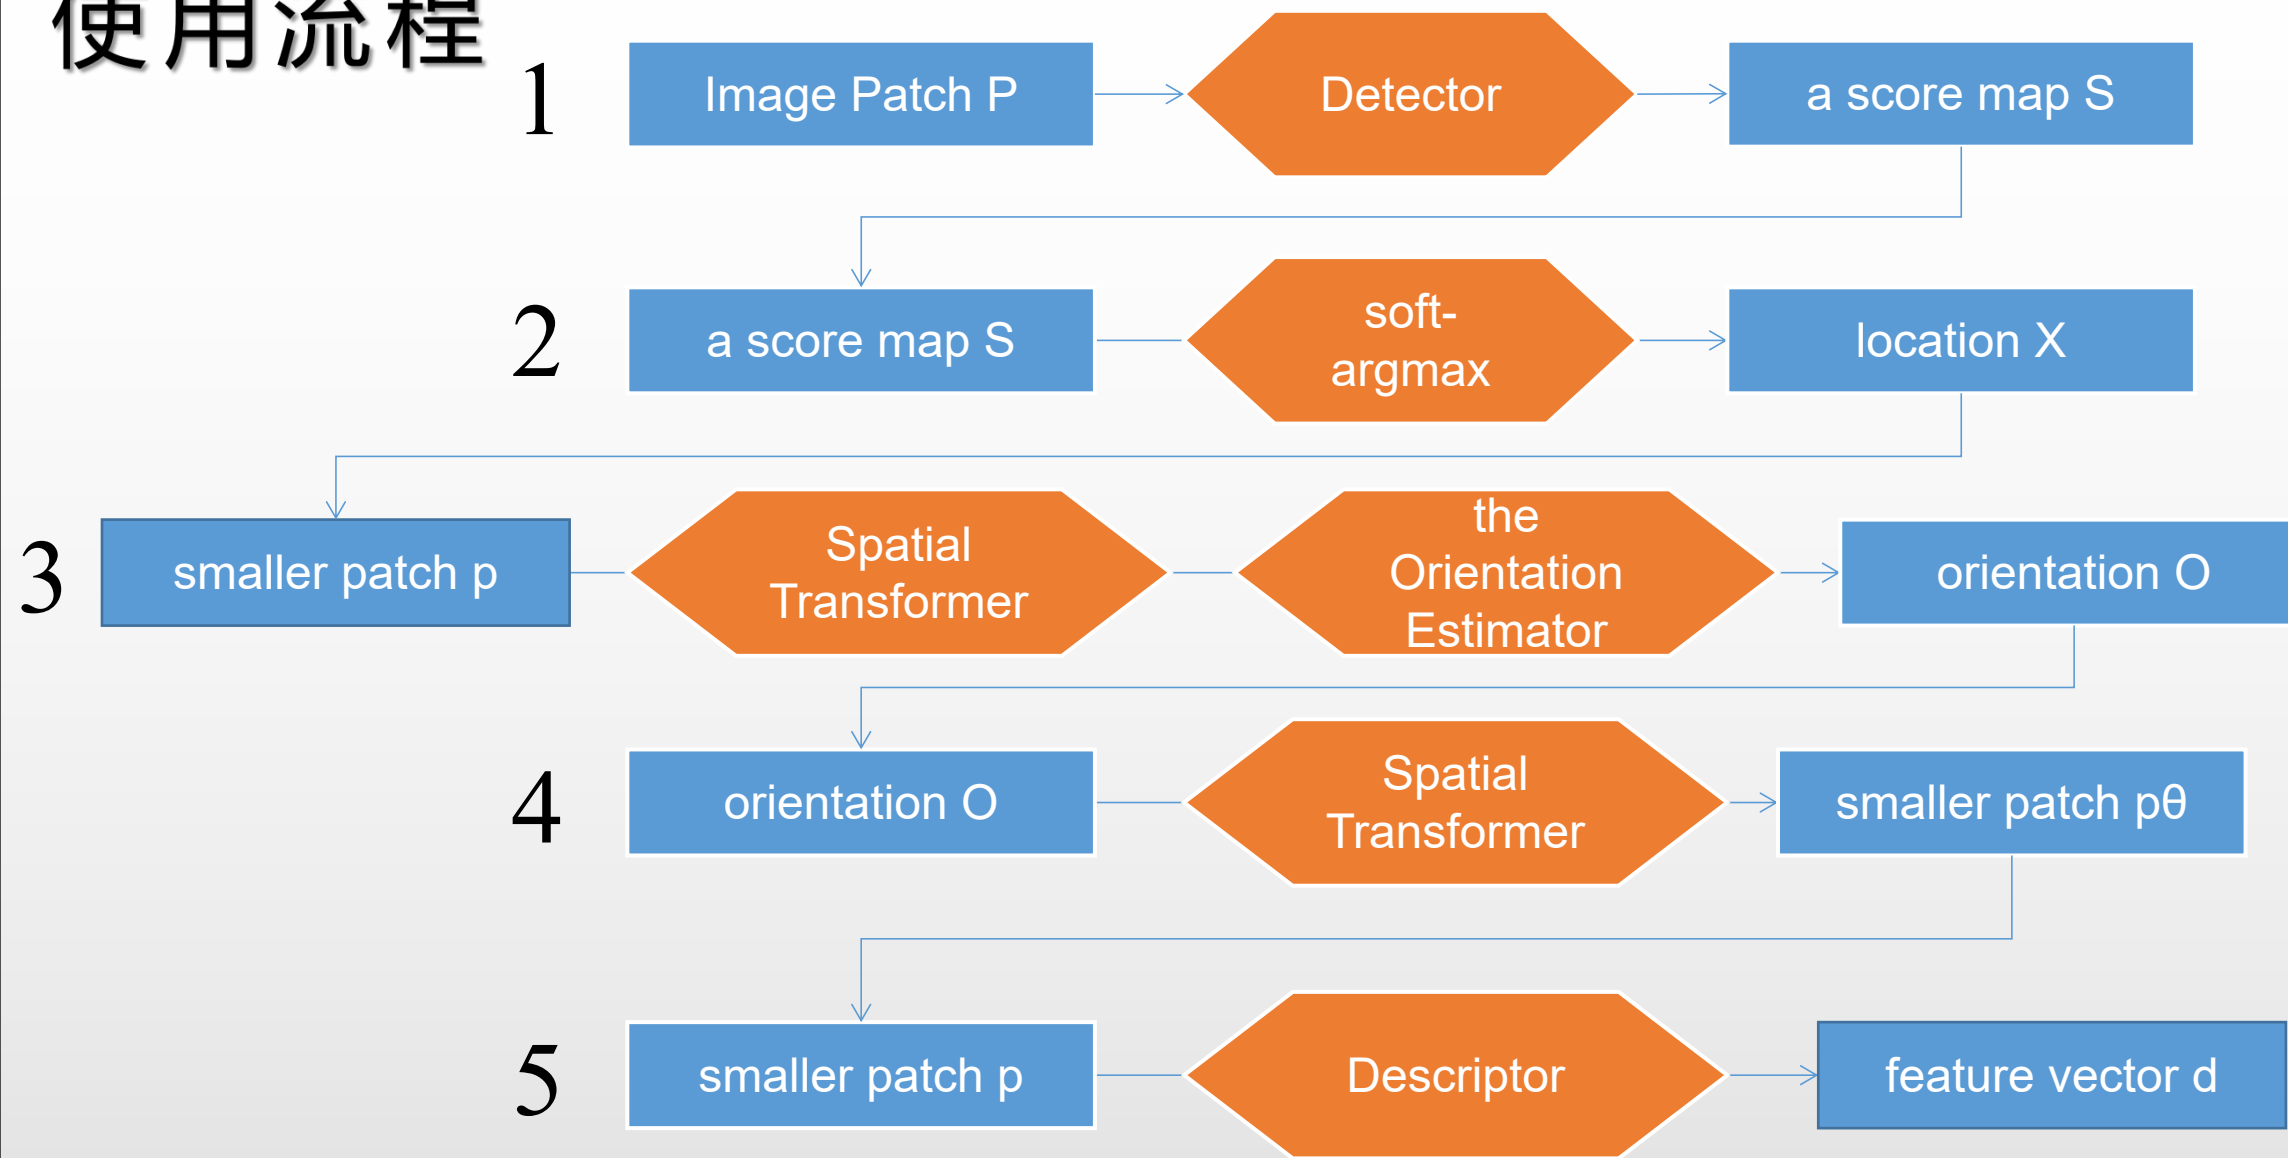 使用流程
1
Image Patch P
Detector
a score map S
2
a score map S
soft-
argmax
location X
3
smaller patch p
Spatial
Transformer
the
Orientation
Estimator
orientation O
4
orientation O
Spatial
Transformer
smaller patch pθ
5
smaller patch p
Descriptor
feature vector d